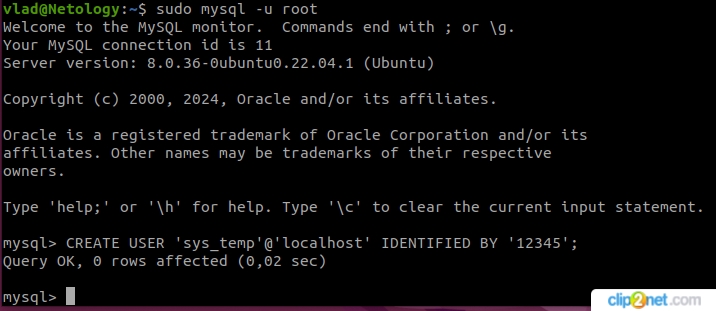 vlad@Netology:~$ sudo mysql -u root
Welcome to the MySQL monitor.  Commands end with ; or \g.
Your MySQL connection id is 11
Server version: 8.0.36-0ubuntu0.22.04.1 (Ubuntu)

Copyright (c) 2000, 2024, Oracle and/or its affiliates.

Oracle is a registered trademark of Oracle Corporation and/or its
affiliates. Other names may be trademarks of their respective
owners.

Type 'help;' or '\h' for help. Type '\c' to clear the current input statement.

mysql> CREATE USER 'sys_temp'@'localhost' IDENTIFIED BY '12345';
Query OK, 0 rows affected (0,02 sec)

mysql>
clip2net.com